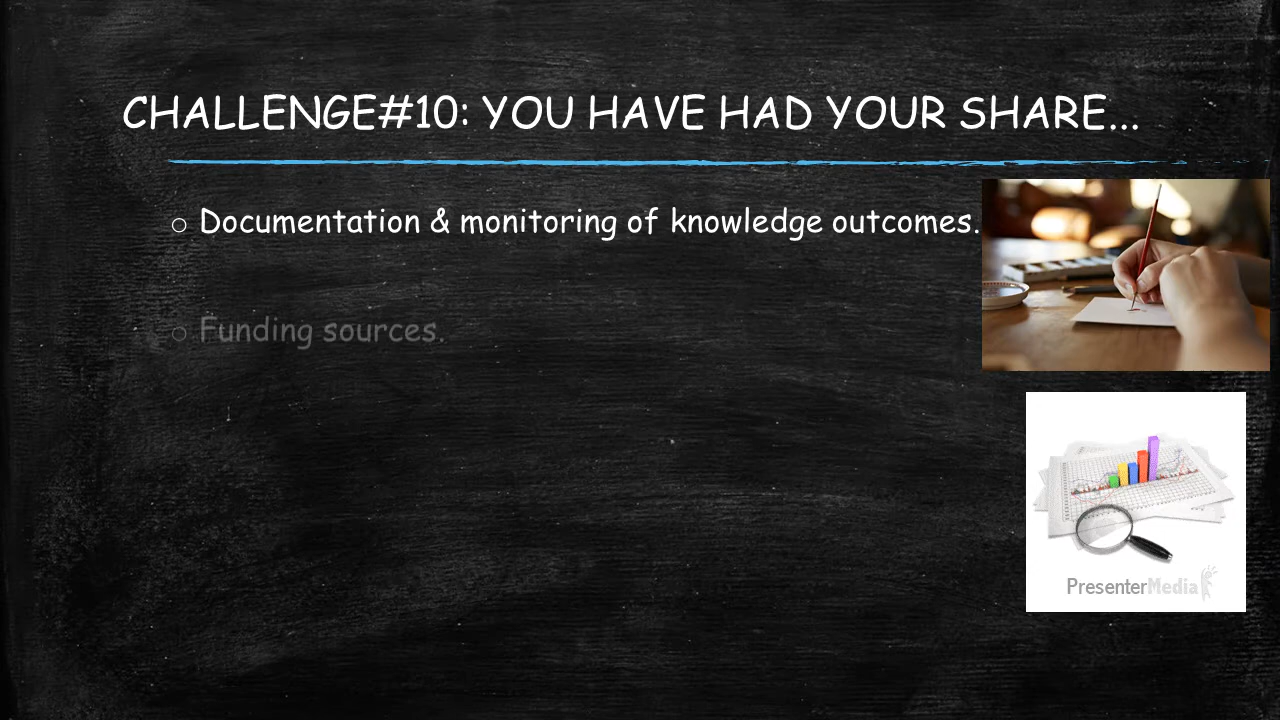 CHALLENGE#10: YOU HAVE HAD YOUR SHARE...
o Documentation & monitoring of knowledge outcomes.
o Funding sources.
PresenterMedia